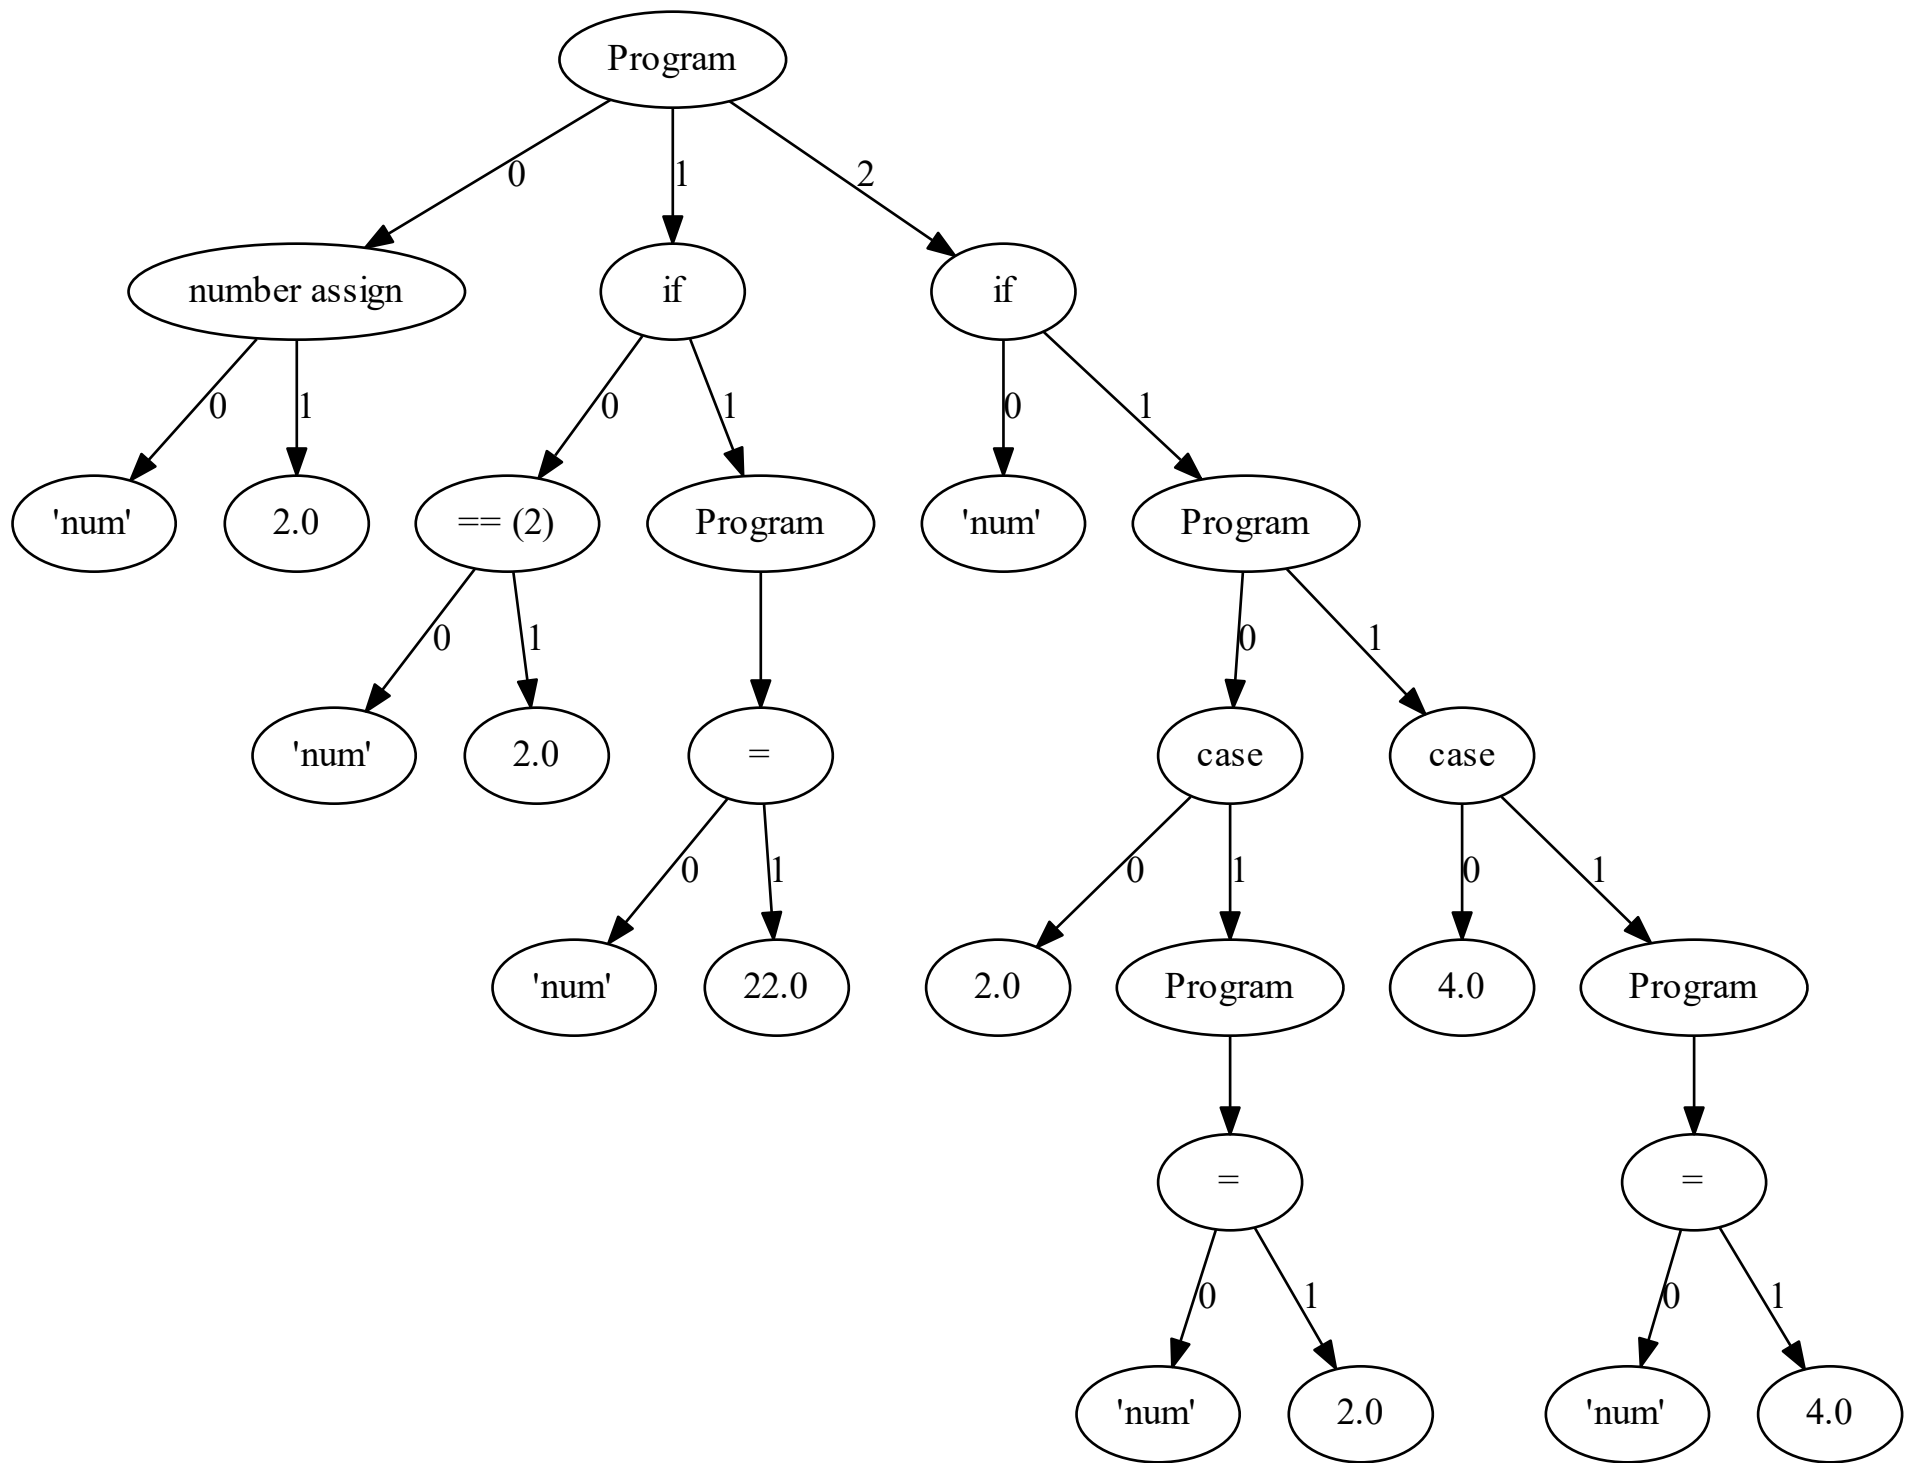 Program
0
1
2
number assign
if
if
0
1
0
1
0
1
'num'
2.0
== (2)
Program
'num'
Program
0
1
0
1
'num'
2.0
=
case
case
0
1
0
1
0
1
'num'
22.0
2.0
Program
4.0
Program
=
=
0
1
0
1
'num'
2.0
'num'
4.0